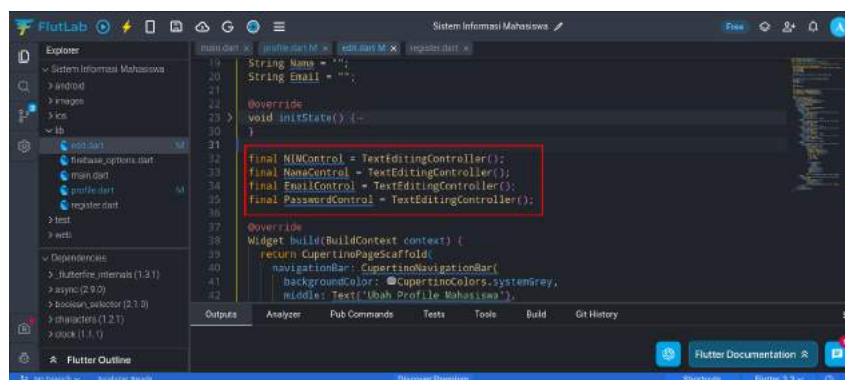 FlutLab
Sistem Informasi Mahasiswa
Free
Explorer
main.dart x profile.dart M x edit.dart M x register.dart x
Sistem Informasi Mahasiswa
android
images
ios
lib
edit.dart M
firebase_options.dart
main.dart
profile.dart M
register.dart
test
web
Dependencies
_flutterfire_internals (1.3.1)
async (2.9.0)
boolean_selector (2.1.0)
characters (1.2.1)
clock (1.1.1)
Flutter Outline
19 String Nama = "";
20 String Email = "";
21
22 @override
23 void initState() {
30 }
31
32 final NIMControl = TextEditingController();
33 final NamaControl = TextEditingController();
34 final EmailControl = TextEditingController();
35 final PasswordControl = TextEditingController();
36
37 @override
38 Widget build(BuildContext context) {
39 return CupertinoPageScaffold(
40 navigationBar: CupertinoNavigationBar(
41 backgroundColor: CupertinoColors.systemGrey,
42 middle: Text('Ubah Profile Mahasiswa'),
Outputs Analyzer Pub Commands Tests Tools Build Git History
Flutter Documentation
Discover Premium